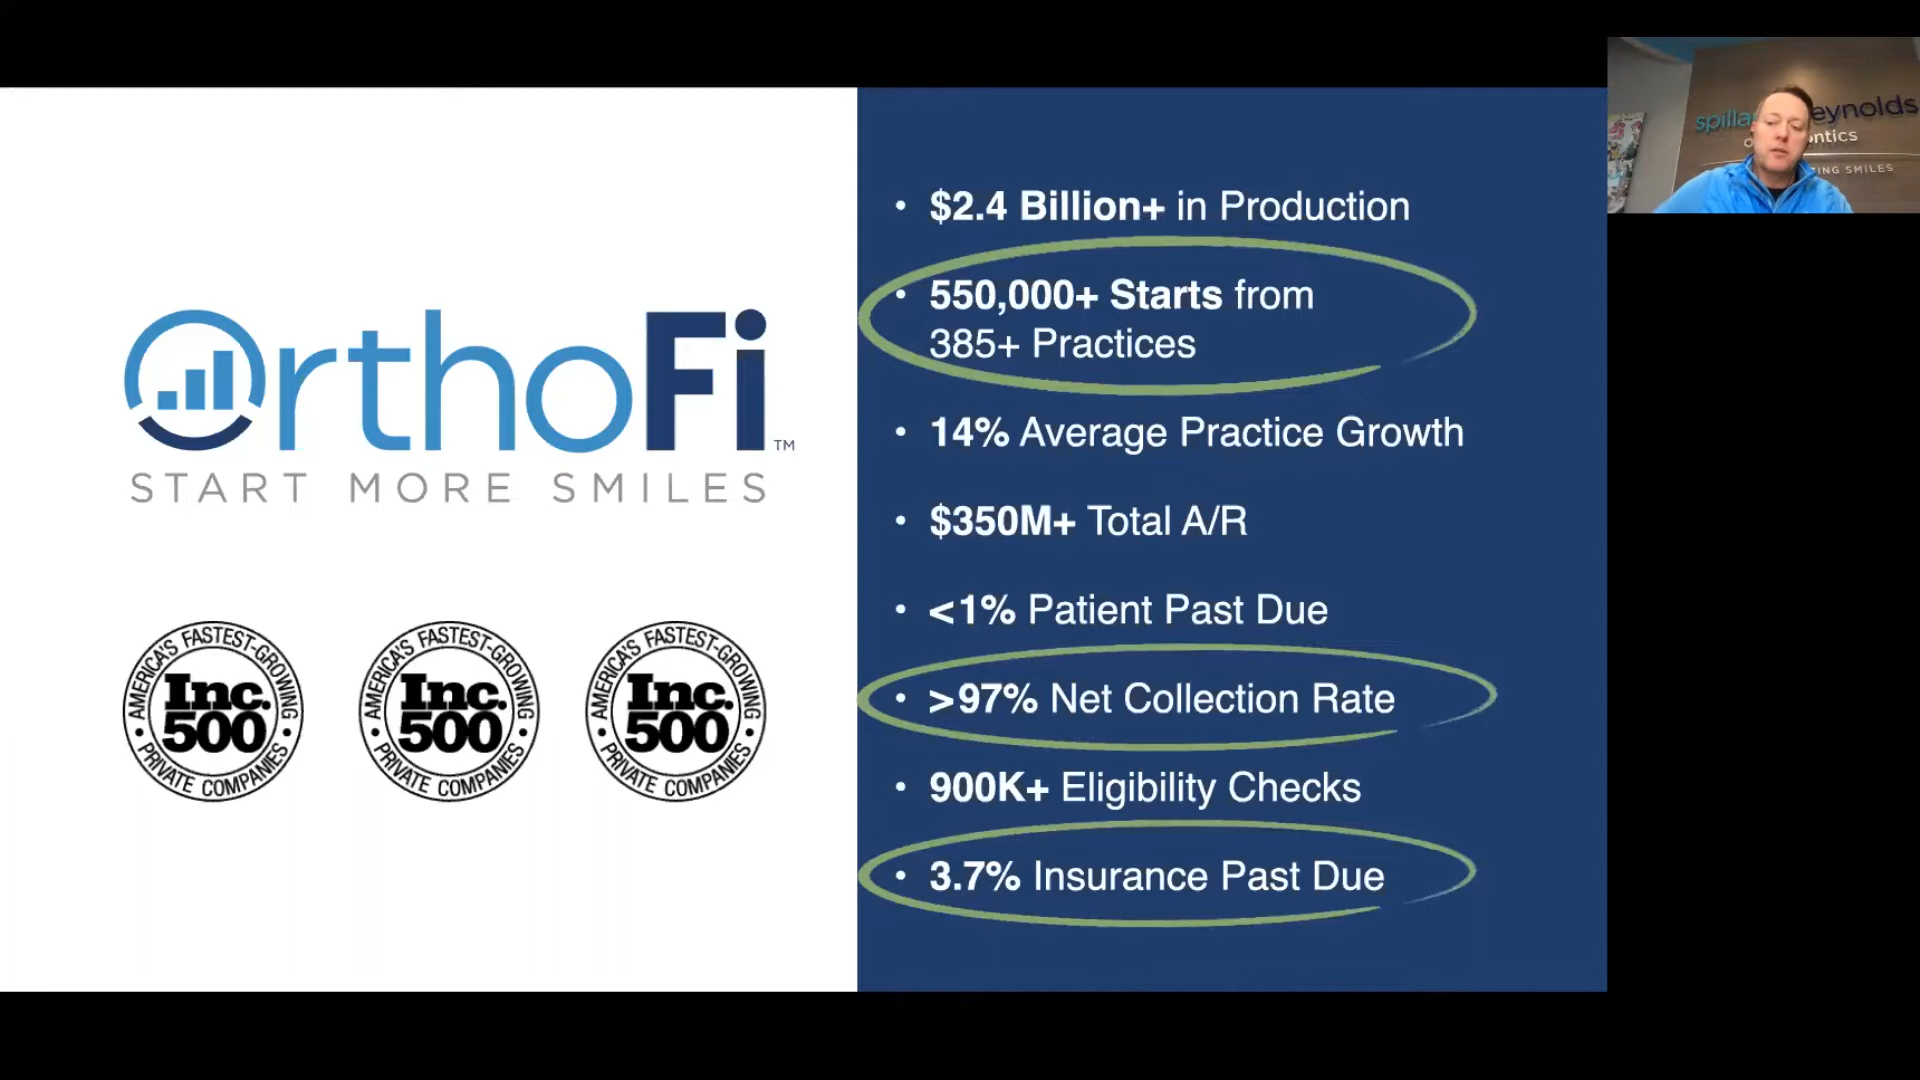 OrthoFi™
START MORE SMILES
AMERICA'S FASTEST-GROWING
Inc.
500
• PRIVATE COMPANIES •
AMERICA'S FASTEST-GROWING
Inc.
500
• PRIVATE COMPANIES •
AMERICA'S FASTEST-GROWING
Inc.
500
• PRIVATE COMPANIES •
• $2.4 Billion+ in Production
• 550,000+ Starts from
385+ Practices
• 14% Average Practice Growth
• $350M+ Total A/R
• <1% Patient Past Due
• >97% Net Collection Rate
• 900K+ Eligibility Checks
• 3.7% Insurance Past Due
spilla eynolds
o ntics
TING SMILES